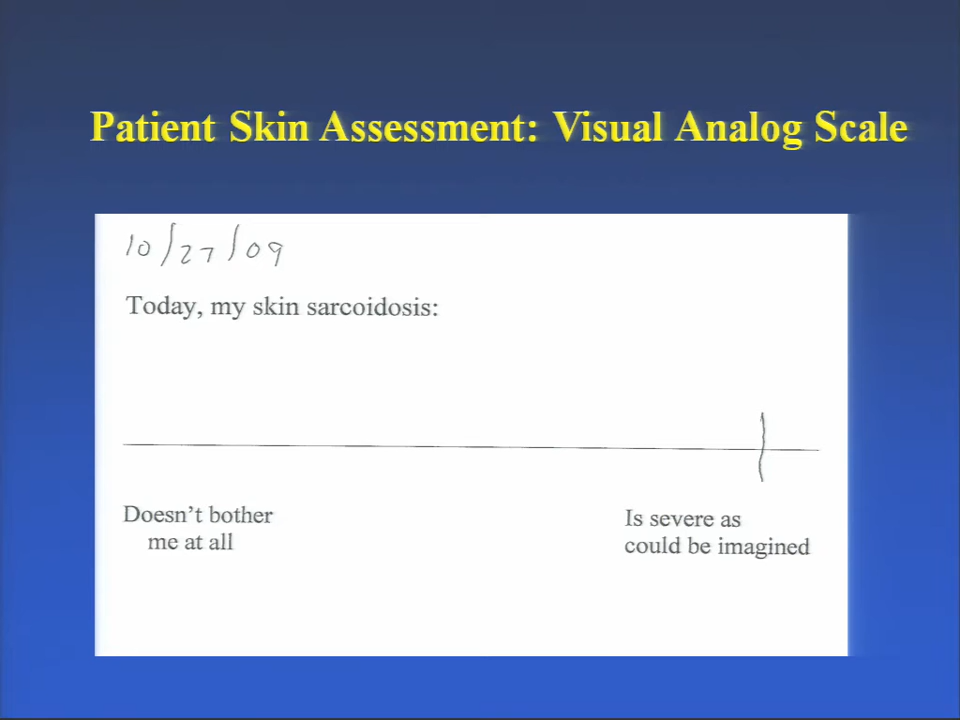 Patient Skin Assessment: Visual Analog Scale
10/27/09
Today, my skin sarcoidosis:
Doesn't bother
me at all
Is severe as
could be imagined